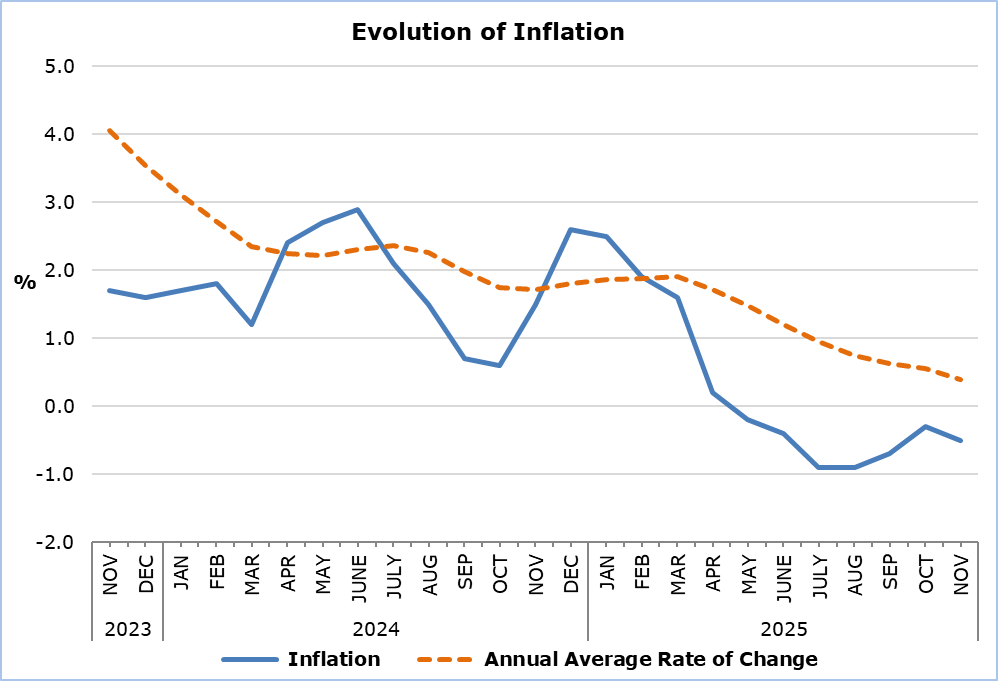 Evolution of Inflation
5.0
4.0
3.0
2.0
1.0
0.0
-1.0
-2.0
%
NOV
DEC
JAN
FEB
MAR
APR
MAY
JUNE
JULY
AUG
SEP
OCT
NOV
DEC
JAN
FEB
MAR
APR
MAY
JUNE
JULY
AUG
SEP
OCT
NOV
2023 2024 2025
Inflation Annual Average Rate of Change